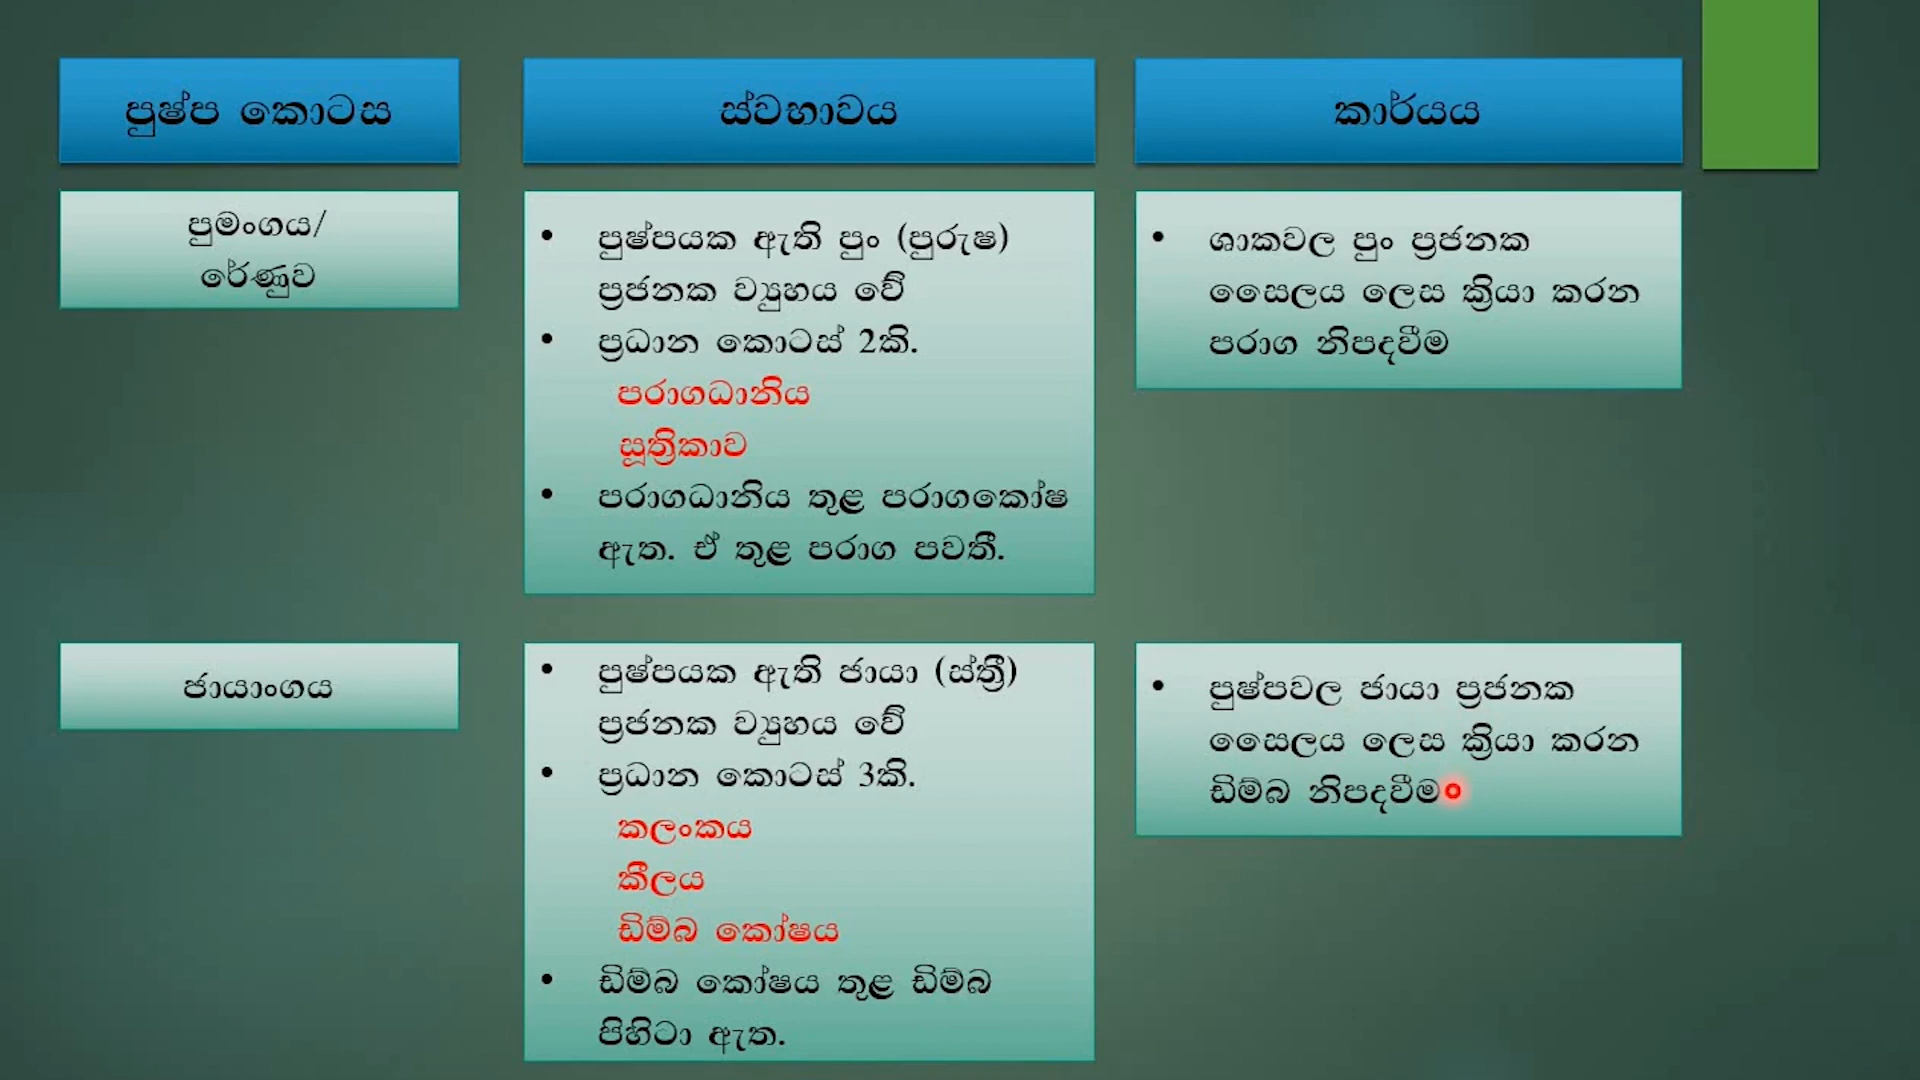 පුෂ්ප කොටස
ස්වභාවය
කාර්යය
පුමංගය/
රේණුව
• පුෂ්පයක ඇති පුං (පුරුෂ)
ප්‍රජනක ව්‍යුහය වේ
• ප්‍රධාන කොටස් 2කි.
පරාගධානිය
සූත්‍රිකාව
• පරාගධානිය තුළ පරාගකෝෂ
ඇත. ඒ තුළ පරාග පවතී.
• ශාකවල පුං ප්‍රජනක
සෛලය ලෙස ක්‍රියා කරන
පරාග නිපදවීම
ජායාංගය
• පුෂ්පයක ඇති ජායා (ස්ත්‍රී)
ප්‍රජනක ව්‍යුහය වේ
• ප්‍රධාන කොටස් 3කි.
කලංකය
කීලය
ඩිම්බ කෝෂය
• ඩිම්බ කෝෂය තුළ ඩිම්බ
පිහිටා ඇත.
• පුෂ්පවල ජායා ප්‍රජනක
සෛලය ලෙස ක්‍රියා කරන
ඩිම්බ නිපදවීම